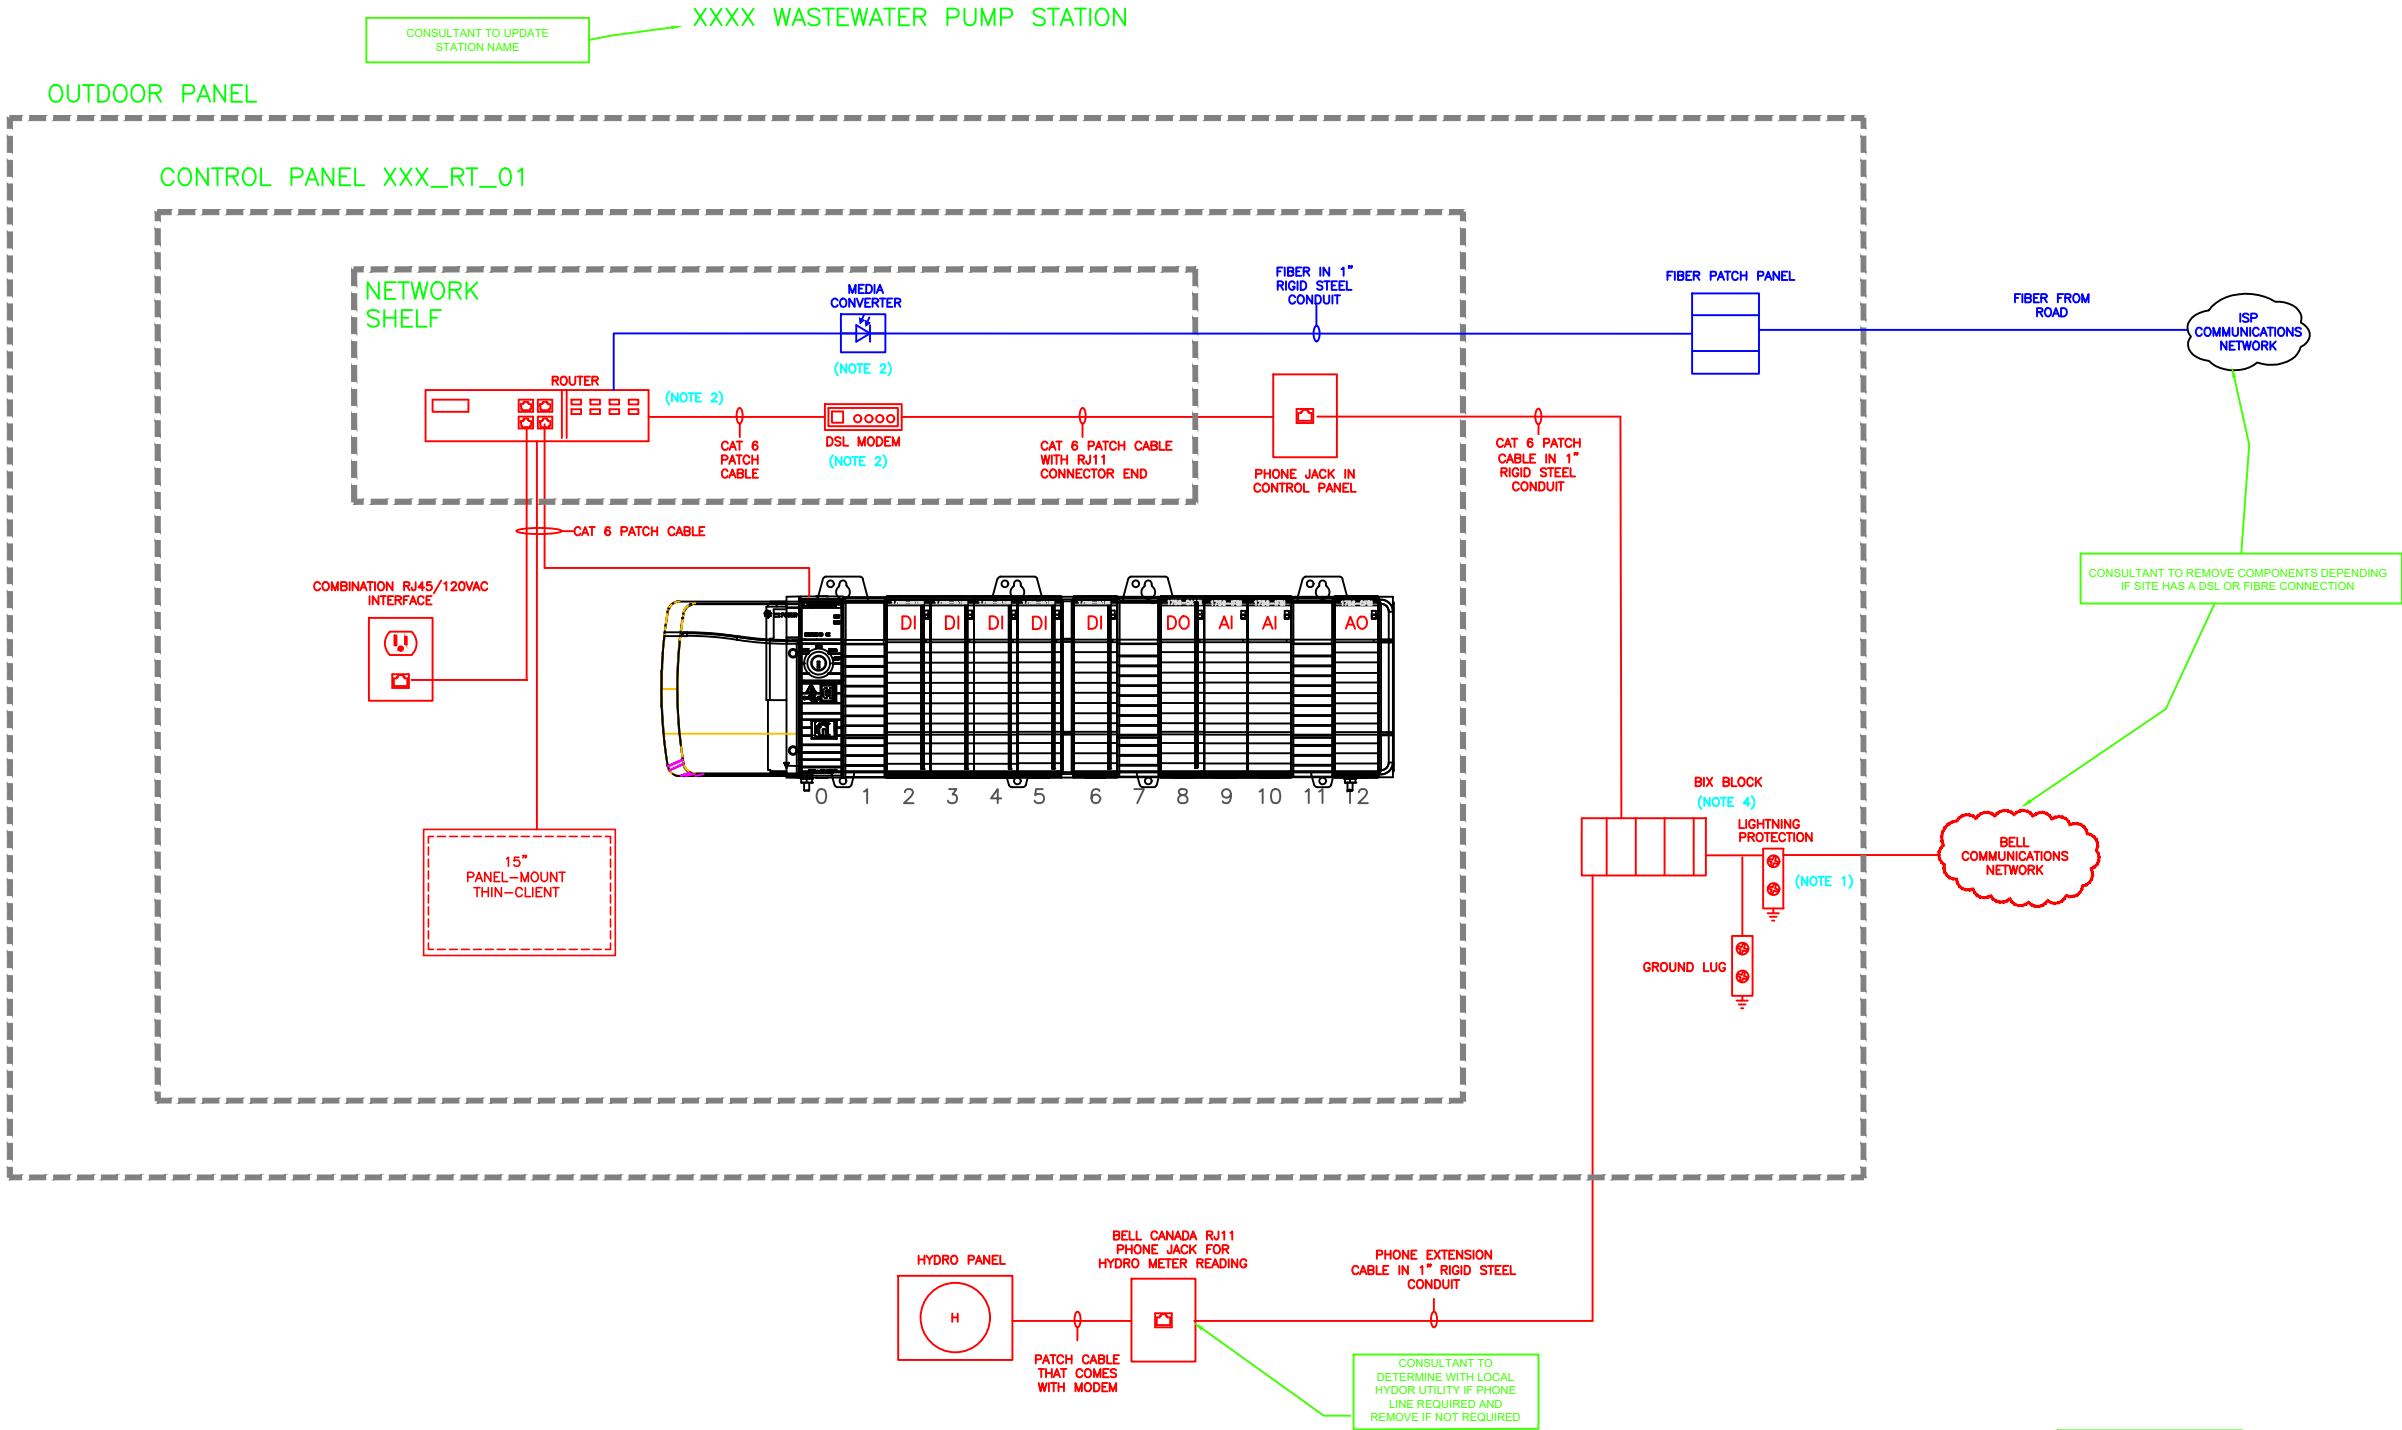 XXXX WASTEWATER PUMP STATION
CONSULTANT TO UPDATE
STATION NAME
OUTDOOR PANEL
CONTROL PANEL XXX_RT_01
NETWORK
SHELF
MEDIA
CONVERTER
(NOTE 2)
FIBER IN 1"
RIGID STEEL
CONDUIT
FIBER PATCH PANEL
FIBER FROM
ROAD
ISP
COMMUNICATIONS
NETWORK
ROUTER
(NOTE 2)
CAT 6
PATCH
CABLE
DSL MODEM
(NOTE 2)
CAT 6 PATCH CABLE
WITH RJ11
CONNECTOR END
PHONE JACK IN
CONTROL PANEL
CAT 6 PATCH
CABLE IN 1"
RIGID STEEL
CONDUIT
CAT 6 PATCH CABLE
COMBINATION RJ45/120VAC
INTERFACE
CONSULTANT TO REMOVE COMPONENTS DEPENDING
IF SITE HAS A DSL OR FIBRE CONNECTION
DI DI DI DI DI DO AI AI AO
0 1 2 3 4 5 6 7 8 9 10 11 12
15"
PANEL-MOUNT
THIN-CLIENT
BIX BLOCK
(NOTE 4)
LIGHTNING
PROTECTION
(NOTE 1)
BELL
COMMUNICATIONS
NETWORK
GROUND LUG
HYDRO PANEL
H
PATCH CABLE
THAT COMES
WITH MODEM
BELL CANADA RJ11
PHONE JACK FOR
HYDRO METER READING
PHONE EXTENSION
CABLE IN 1" RIGID STEEL
CONDUIT
CONSULTANT TO
DETERMINE WITH LOCAL
HYDOR UTILITY IF PHONE
LINE REQUIRED AND
REMOVE IF NOT REQUIRED